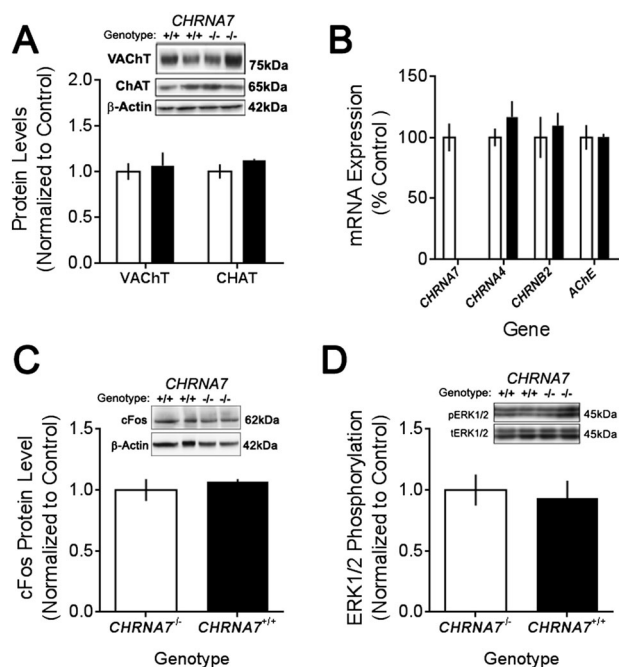 A
CHRNA7
Genotype: +/+ +/+ -/- -/-
VAChT 75kDa
ChAT 65kDa
β-Actin 42kDa
Protein Levels
(Normalized to Control)
2.0
1.5
1.0
0.5
0.0
VAChT CHAT
B
mRNA Expression
(% Control )
150
100
50
0
CHRNA7 CHRNA4 CHRNB2 AChE
Gene
C
CHRNA7
Genotype: +/+ +/+ -/- -/-
cFos 62kDa
β-Actin 42kDa
cFos Protein Level
(Normalized to Control)
1.5
1.0
0.5
0.0
CHRNA7-/- CHRNA7+/+
Genotype
D
CHRNA7
Genotype: +/+ +/+ -/- -/-
pERK1/2 45kDa
tERK1/2 45kDa
ERK1/2 Phosphorylation
(Normalized to Control)
1.5
1.0
0.5
0.0
CHRNA7-/- CHRNA7+/+
Genotype